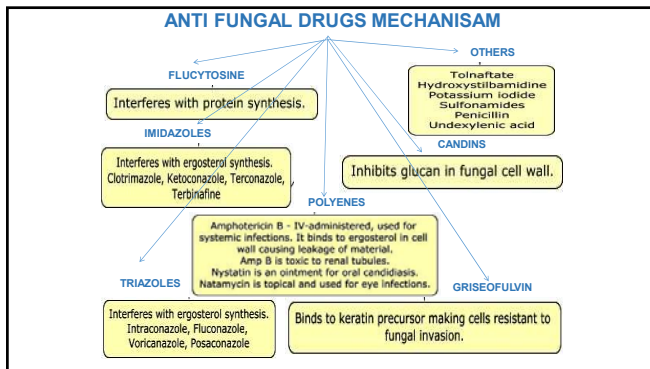 ANTI FUNGAL DRUGS MECHANISAM
OTHERS
Tolnaftate
Hydroxystilbamidine
Potassium iodide
Sulfonamides
Penicillin
Undexylenic acid
FLUCYTOSINE
Interferes with protein synthesis.
IMIDAZOLES
Interferes with ergosterol synthesis.
Clotrimazole, Ketoconazole, Terconazole,
Terbinafine
CANDINS
Inhibits glucan in fungal cell wall.
POLYENES
Amphotericin B - IV-administered, used for
systemic infections. It binds to ergosterol in cell
wall causing leakage of material.
Amp B is toxic to renal tubules.
Nystatin is an ointment for oral candidiasis.
Natamycin is topical and used for eye infections.
TRIAZOLES
Interferes with ergosterol synthesis.
Intraconazole, Fluconazole,
Voricanazole, Posaconazole
GRISEOFULVIN
Binds to keratin precursor making cells resistant to
fungal invasion.